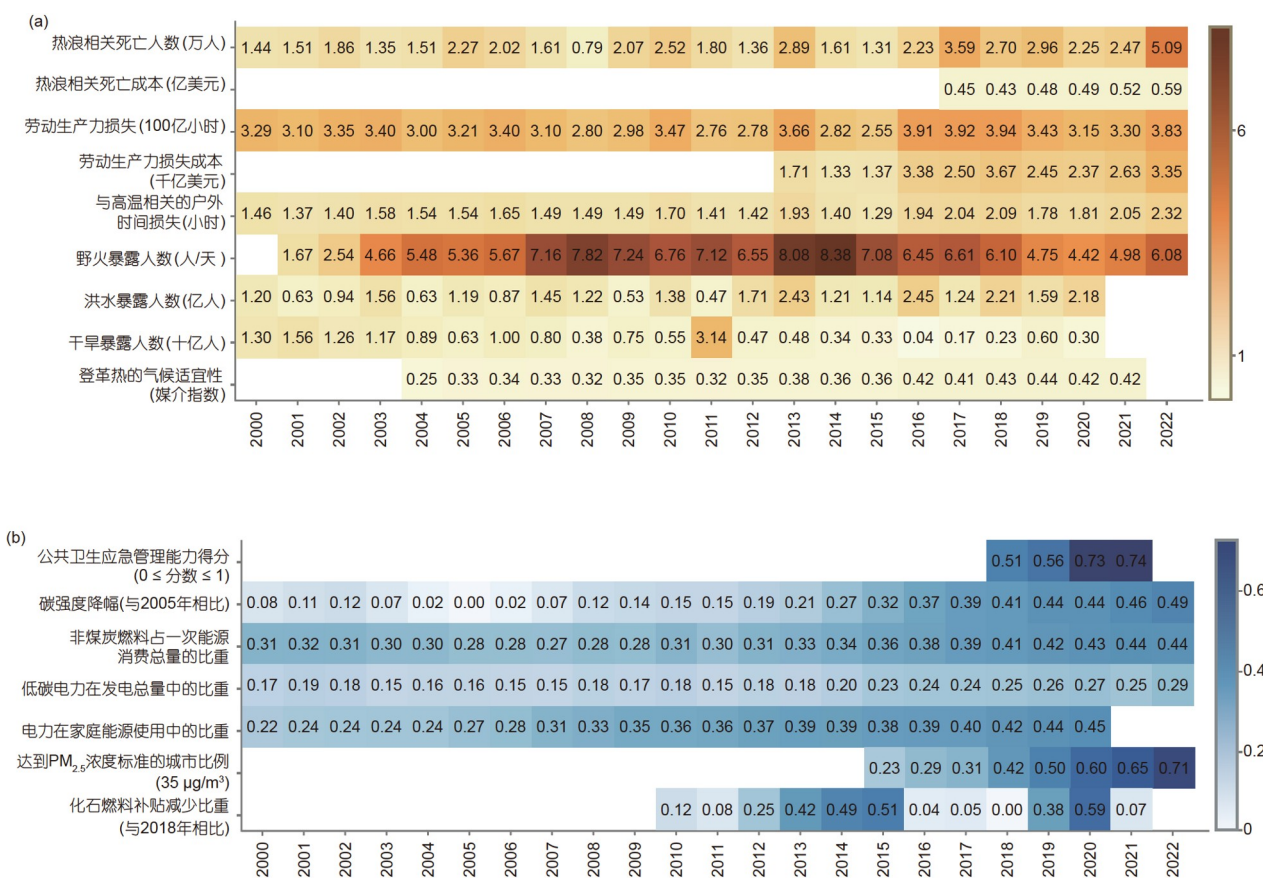 (a)
热浪相关死亡人数(万人) 1.44 1.51 1.86 1.35 1.51 2.27 2.02 1.61 0.79 2.07 2.52 1.80 1.36 2.89 1.61 1.31 2.23 3.59 2.70 2.96 2.25 2.47 5.09
热浪相关死亡成本(亿美元) 0.45 0.43 0.48 0.49 0.52 0.59
劳动生产力损失(100亿小时) 3.29 3.10 3.35 3.40 3.00 3.21 3.40 3.10 2.80 2.98 3.47 2.76 2.78 3.66 2.82 2.55 3.91 3.92 3.94 3.43 3.15 3.30 3.83
6
劳动生产力损失成本
(千亿美元) 1.71 1.33 1.37 3.38 2.50 3.67 2.45 2.37 2.63 3.35
与高温相关的户外
时间损失(小时) 1.46 1.37 1.40 1.58 1.54 1.54 1.65 1.49 1.49 1.49 1.70 1.41 1.42 1.93 1.40 1.29 1.94 2.04 2.09 1.78 1.81 2.05 2.32
野火暴露人数(人/天) 1.67 2.54 4.66 5.48 5.36 5.67 7.16 7.82 7.24 6.76 7.12 6.55 8.08 8.38 7.08 6.45 6.61 6.10 4.75 4.42 4.98 6.08
洪水暴露人数(亿人) 1.20 0.63 0.94 1.56 0.63 1.19 0.87 1.45 1.22 0.53 1.38 0.47 1.71 2.43 1.21 1.14 2.45 1.24 2.21 1.59 2.18
干旱暴露人数(十亿人) 1.30 1.56 1.26 1.17 0.89 0.63 1.00 0.80 0.38 0.75 0.55 3.14 0.47 0.48 0.34 0.33 0.04 0.17 0.23 0.60 0.30
1
登革热的气候适宜性
(媒介指数) 0.25 0.33 0.34 0.33 0.32 0.35 0.35 0.32 0.35 0.38 0.36 0.36 0.42 0.41 0.43 0.44 0.42 0.42
2000 2001 2002 2003 2004 2005 2006 2007 2008 2009 2010 2011 2012 2013 2014 2015 2016 2017 2018 2019 2020 2021 2022
(b)
公共卫生应急管理能力得分
(0 ≤ 分数 ≤ 1) 0.51 0.56 0.73 0.74
碳强度降幅(与2005年相比) 0.08 0.11 0.12 0.07 0.02 0.00 0.02 0.07 0.12 0.14 0.15 0.15 0.19 0.21 0.27 0.32 0.37 0.39 0.41 0.44 0.44 0.46 0.49
0.6
非煤炭燃料占一次能源
消费总量的比重 0.31 0.32 0.31 0.30 0.30 0.28 0.28 0.27 0.28 0.28 0.31 0.30 0.31 0.33 0.34 0.36 0.38 0.39 0.41 0.42 0.43 0.44 0.44
0.4
低碳电力在发电总量中的比重 0.17 0.19 0.18 0.15 0.16 0.16 0.15 0.15 0.18 0.17 0.18 0.15 0.18 0.18 0.20 0.23 0.24 0.24 0.25 0.26 0.27 0.25 0.29
电力在家庭能源使用中的比重 0.22 0.24 0.24 0.24 0.24 0.27 0.28 0.31 0.33 0.35 0.36 0.36 0.37 0.39 0.39 0.38 0.39 0.40 0.42 0.44 0.45
0.2
达到PM2.5浓度标准的城市比例
(35 μg/m³) 0.23 0.29 0.31 0.42 0.50 0.60 0.65 0.71
化石燃料补贴减少比重
(与2018年相比) 0.12 0.08 0.25 0.42 0.49 0.51 0.04 0.05 0.00 0.38 0.59 0.07
0
2000 2001 2002 2003 2004 2005 2006 2007 2008 2009 2010 2011 2012 2013 2014 2015 2016 2017 2018 2019 2020 2021 2022